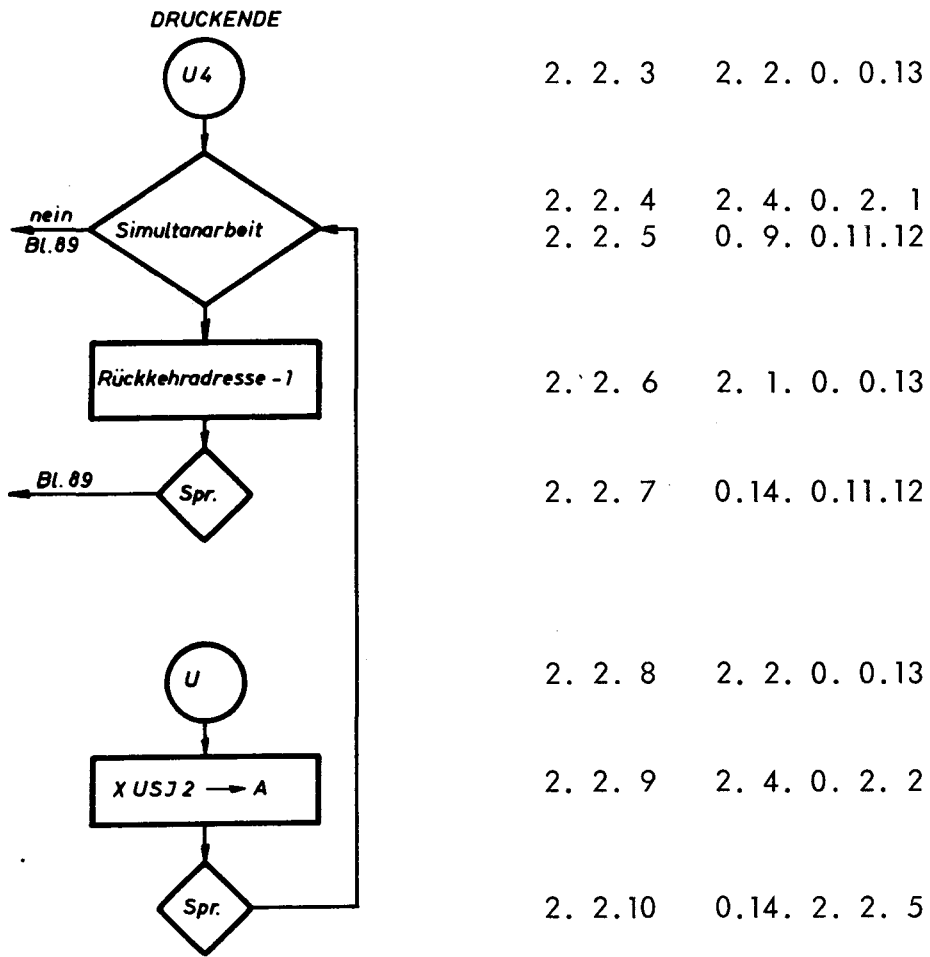 DRUCKENDE
U4 2. 2. 3 2. 2. 0. 0.13
Simultanarbeit 2. 4. 0. 2. 1
nein 2. 2. 4
Bl. 89 2. 2. 5 0. 9. 0.11.12
Rückkehradresse -1 2. 2. 6 2. 1. 0. 0.13
Bl. 89 Spr. 2. 2. 7 0.14. 0.11.12
U 2. 2. 8 2. 2. 0. 0.13
X USJ 2 → A 2. 2. 9 2. 4. 0. 2. 2
Spr. 2. 2.10 0.14. 2. 2. 5